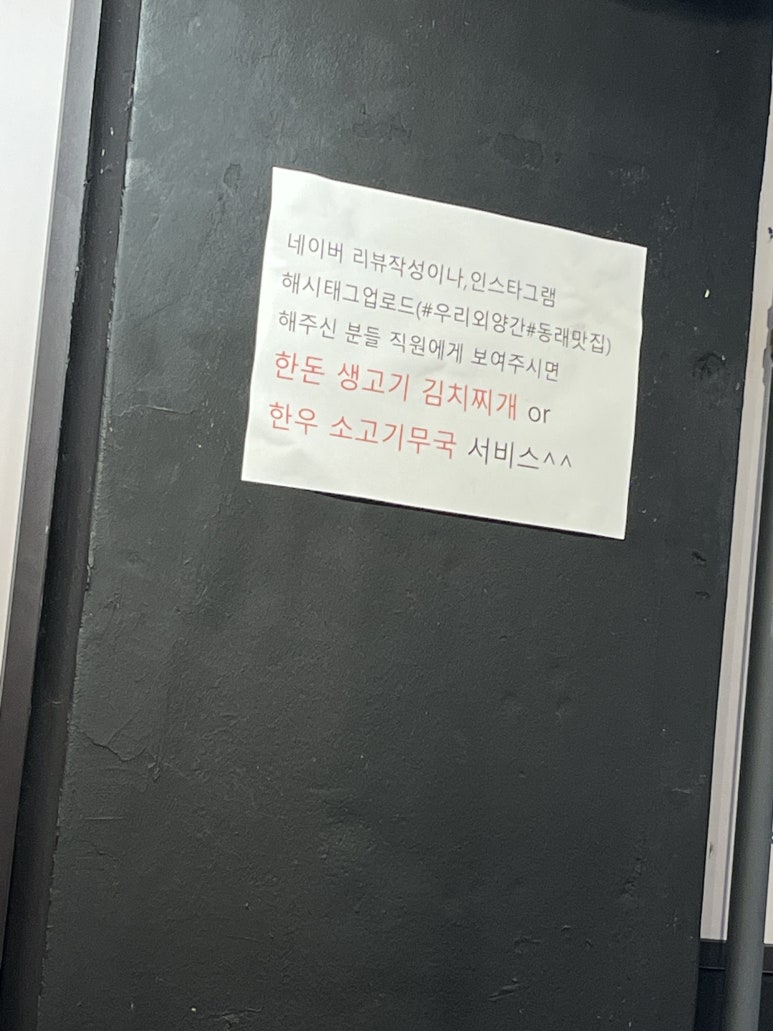 네이버 리뷰작성이나,인스타그램
해시태그업로드(#우리외양간#동래맛집)
해주신 분들 직원에게 보여주시면
한돈 생고기 김치찌개 or
한우 소고기무국 서비스^^